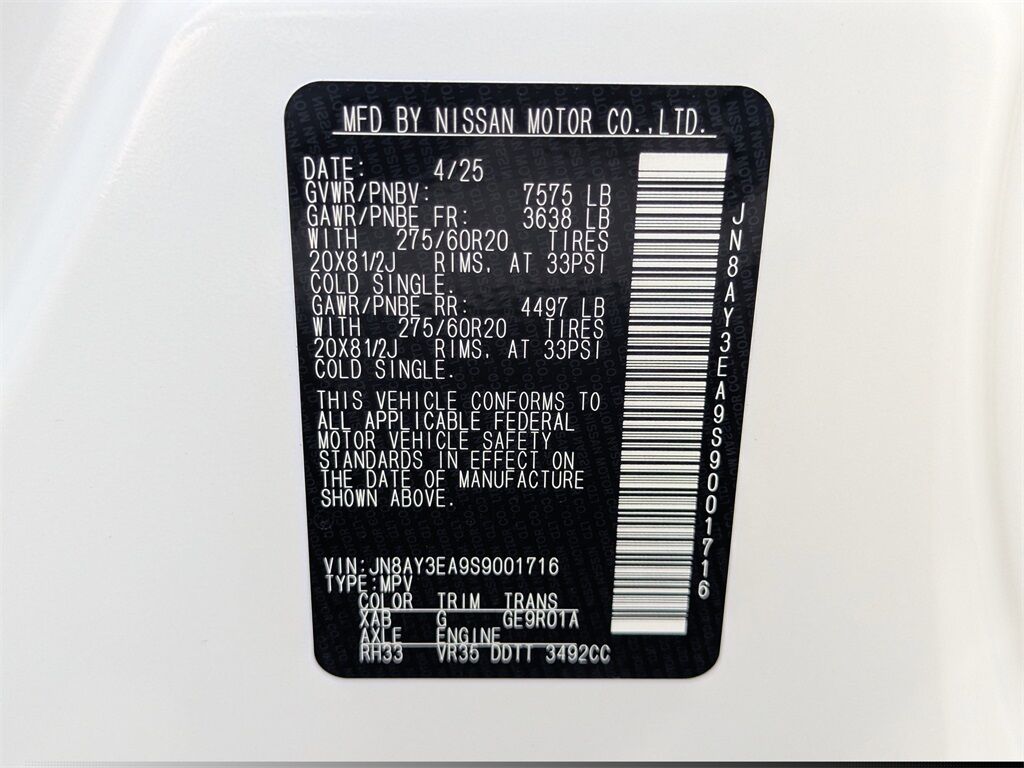 MFD BY NISSAN MOTOR CO.,LTD.
DATE: 4/25
GVWR/PNBV: 7575 LB
GAWR/PNBE FR: 3638 LB
WITH 275/60R20 TIRES
20X81/2J RIMS, AT 33PSI
COLD SINGLE.
GAWR/PNBE RR: 4497 LB
WITH 275/60R20 TIRES
20X81/2J RIMS, AT 33PSI
COLD SINGLE.
THIS VEHICLE CONFORMS TO
ALL APPLICABLE FEDERAL
MOTOR VEHICLE SAFETY
STANDARDS IN EFFECT ON
THE DATE OF MANUFACTURE
SHOWN ABOVE.
VIN:JN8AY3EA9S9001716
TYPE:MPV
COLOR TRIM TRANS
XAB G GE9R01A
AXLE ENGINE
RH33 VR35 DDTT 3492CC
JN8AY3EA9S9001716